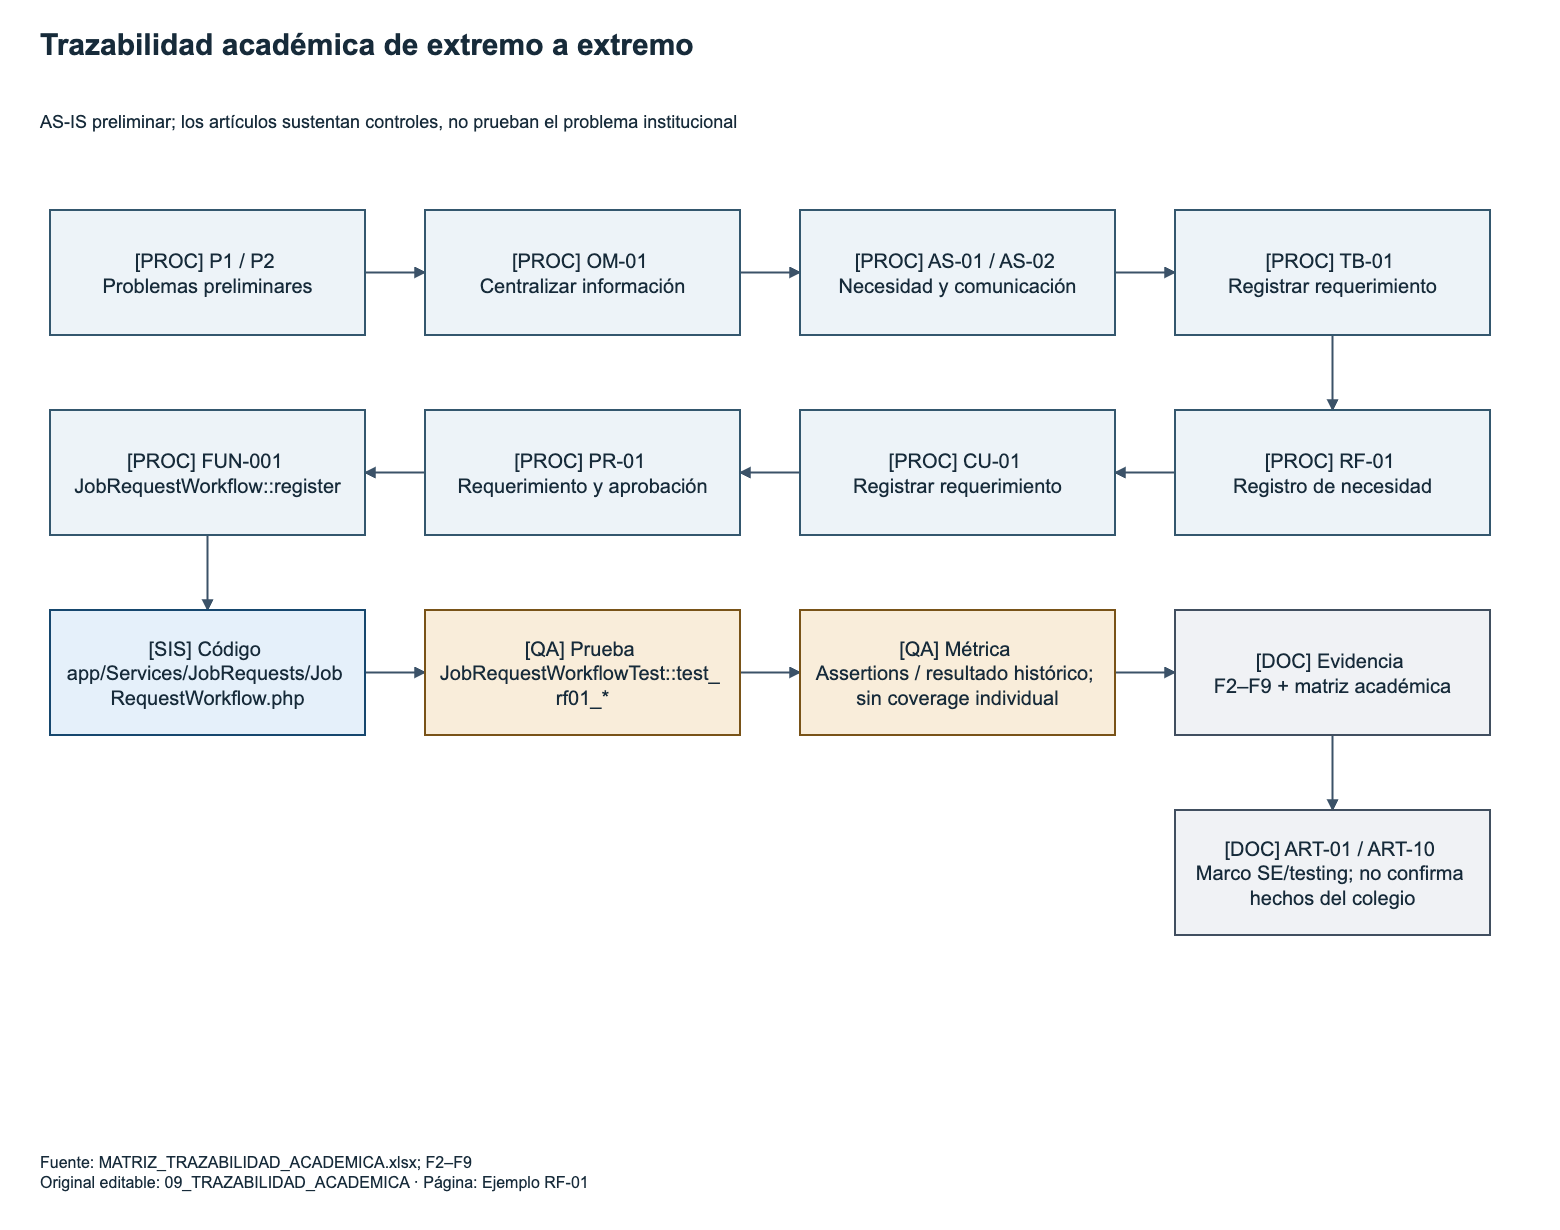 Trazabilidad académica de extremo a extremo
AS-IS preliminar; los artículos sustentan controles, no prueban el problema institucional
[PROC] P1 / P2
Problemas preliminares
[PROC] OM-01
Centralizar información
[PROC] AS-01 / AS-02
Necesidad y comunicación
[PROC] TB-01
Registrar requerimiento
[PROC] FUN-001
JobRequestWorkflow::register
[PROC] PR-01
Requerimiento y aprobación
[PROC] CU-01
Registrar requerimiento
[PROC] RF-01
Registro de necesidad
[SIS] Código
app/Services/JobRequests/Job
RequestWorkflow.php
[QA] Prueba
JobRequestWorkflowTest::test_
rf01_*
[QA] Métrica
Assertions / resultado histórico;
sin coverage individual
[DOC] Evidencia
F2–F9 + matriz académica
[DOC] ART-01 / ART-10
Marco SE/testing; no confirma
hechos del colegio
Fuente: MATRIZ_TRAZABILIDAD_ACADEMICA.xlsx; F2–F9
Original editable: 09_TRAZABILIDAD_ACADEMICA · Página: Ejemplo RF-01